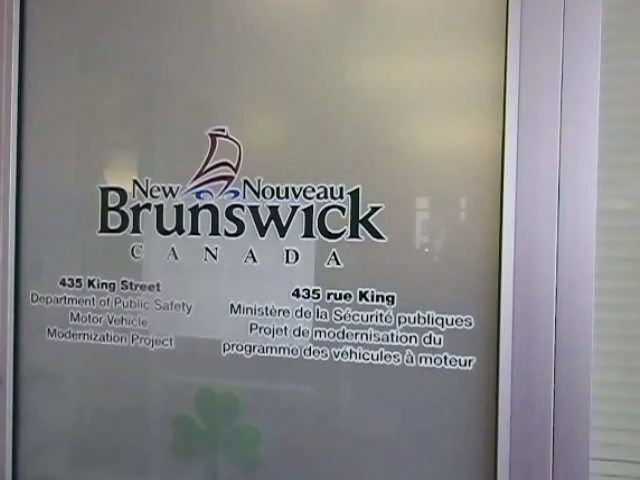 New Nouveau
Brunswick
CANADA
435 King Street
Department of Public Safety
Motor Vehicle
Modernization Project
435 rue King
Ministère de la Sécurité publiques
Projet de modernisation du
programme des véhicules à moteur